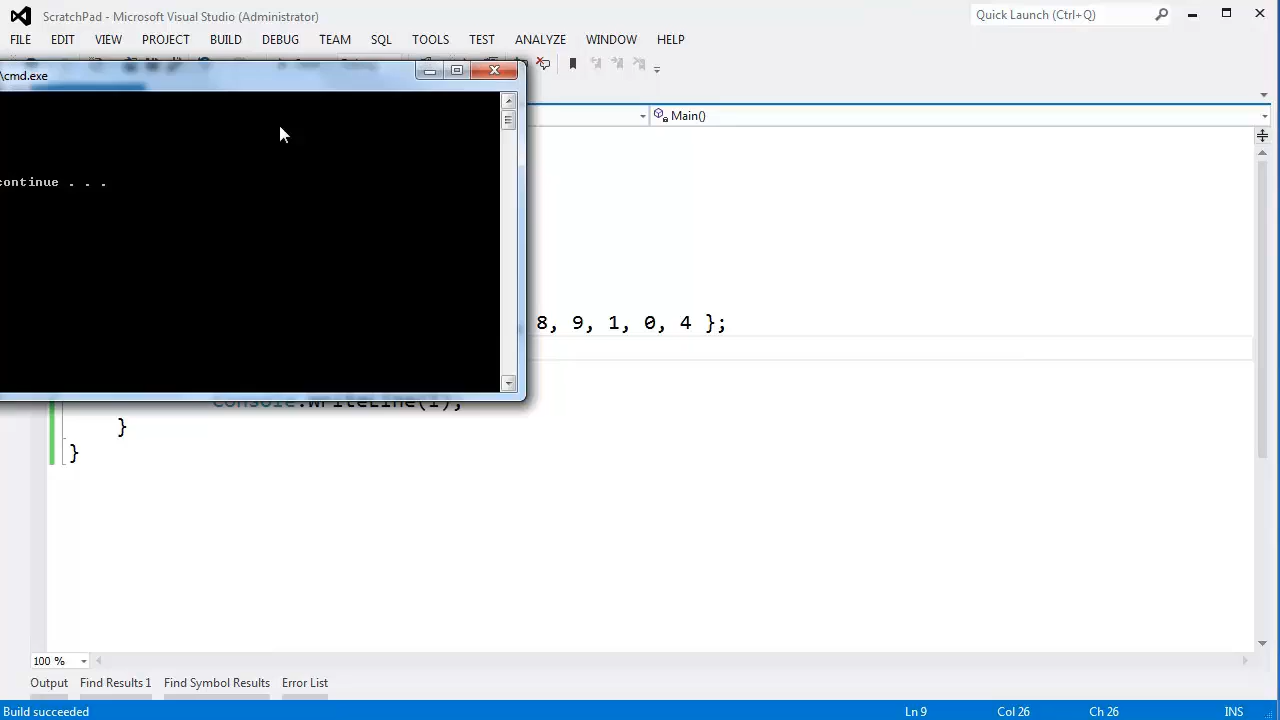 ScratchPad - Microsoft Visual Studio (Administrator)
Quick Launch (Ctrl+Q)
FILE EDIT VIEW PROJECT BUILD DEBUG TEAM SQL TOOLS TEST ANALYZE WINDOW HELP
\cmd.exe
Main()
continue . . .
8, 9, 1, 0, 4 };
Console.WriteLine(i);
}
}
100 %
Output Find Results 1 Find Symbol Results Error List
Build succeeded Ln 9 Col 26 Ch 26 INS